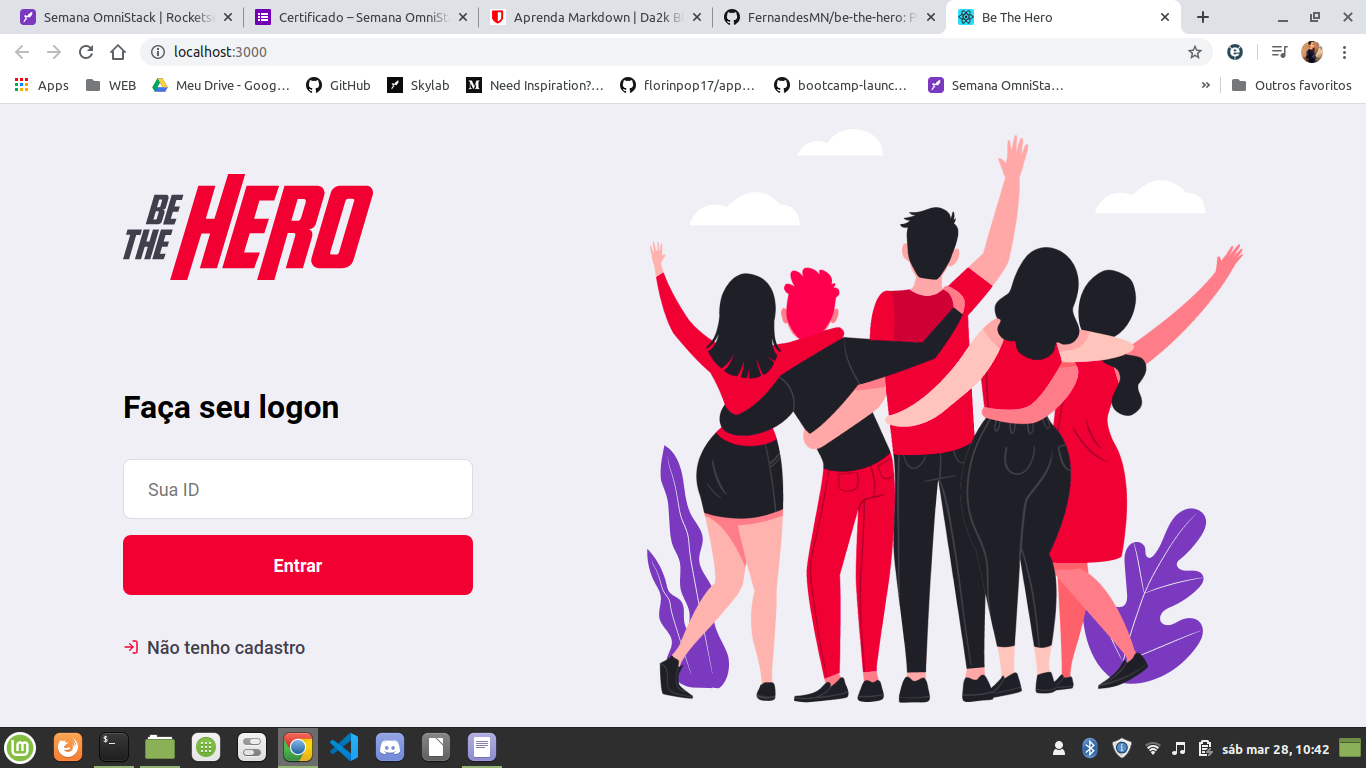 Semana OmniStack | Rocketse
Certificado – Semana OmniSt
Aprenda Markdown | Da2k Bl
FernandesMN/be-the-hero: P
Be The Hero
localhost:3000
Apps
WEB
Meu Drive - Goog…
GitHub
Skylab
Need Inspiration?…
florinpop17/app…
bootcamp-launc…
Semana OmniSta…
»
Outros favoritos
BE
THE
HERO
Faça seu logon
Sua ID
Entrar
Não tenho cadastro
sáb mar 28, 10:42